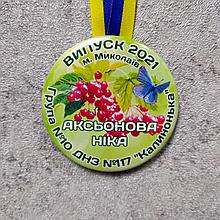 ВИПУСК 2021
м. Миколаїв
АКСЬОНОВА
НІКА
Група №10 ДНЗ №117 "Калинонька"